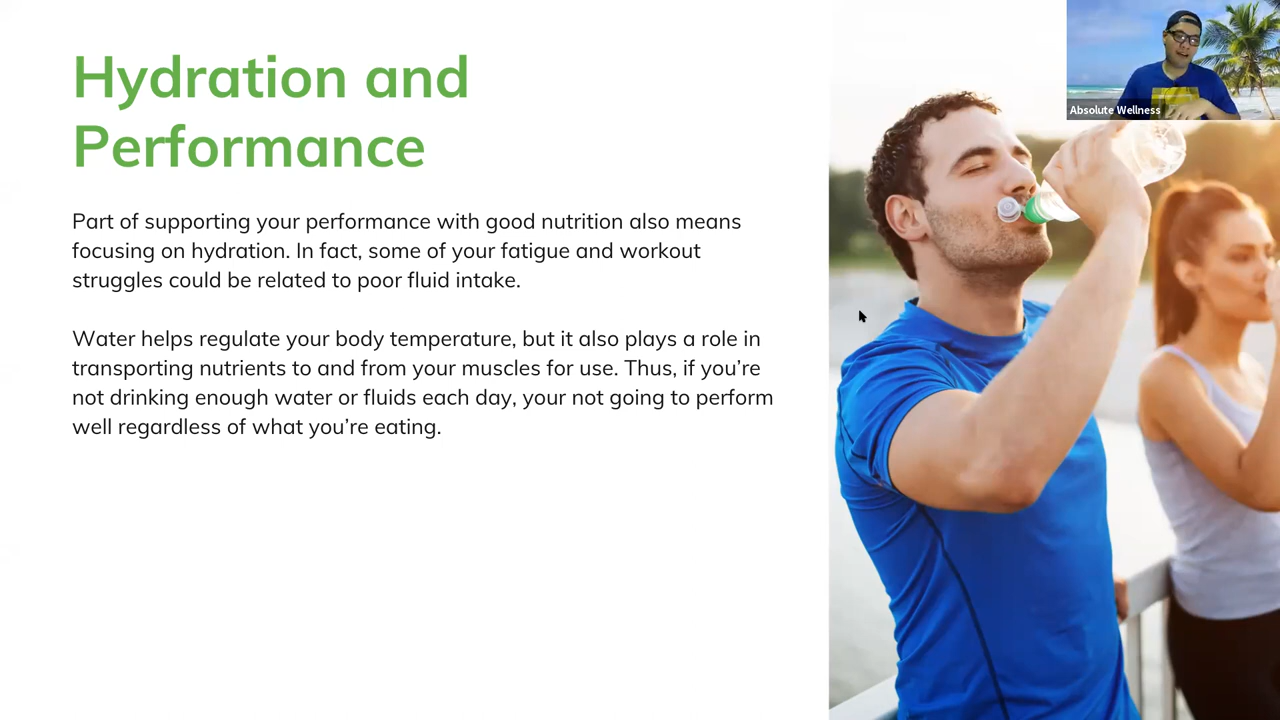 Hydration and
Performance
Absolute Wellness
Part of supporting your performance with good nutrition also means
focusing on hydration. In fact, some of your fatigue and workout
struggles could be related to poor fluid intake.
Water helps regulate your body temperature, but it also plays a role in
transporting nutrients to and from your muscles for use. Thus, if you’re
not drinking enough water or fluids each day, your not going to perform
well regardless of what you’re eating.